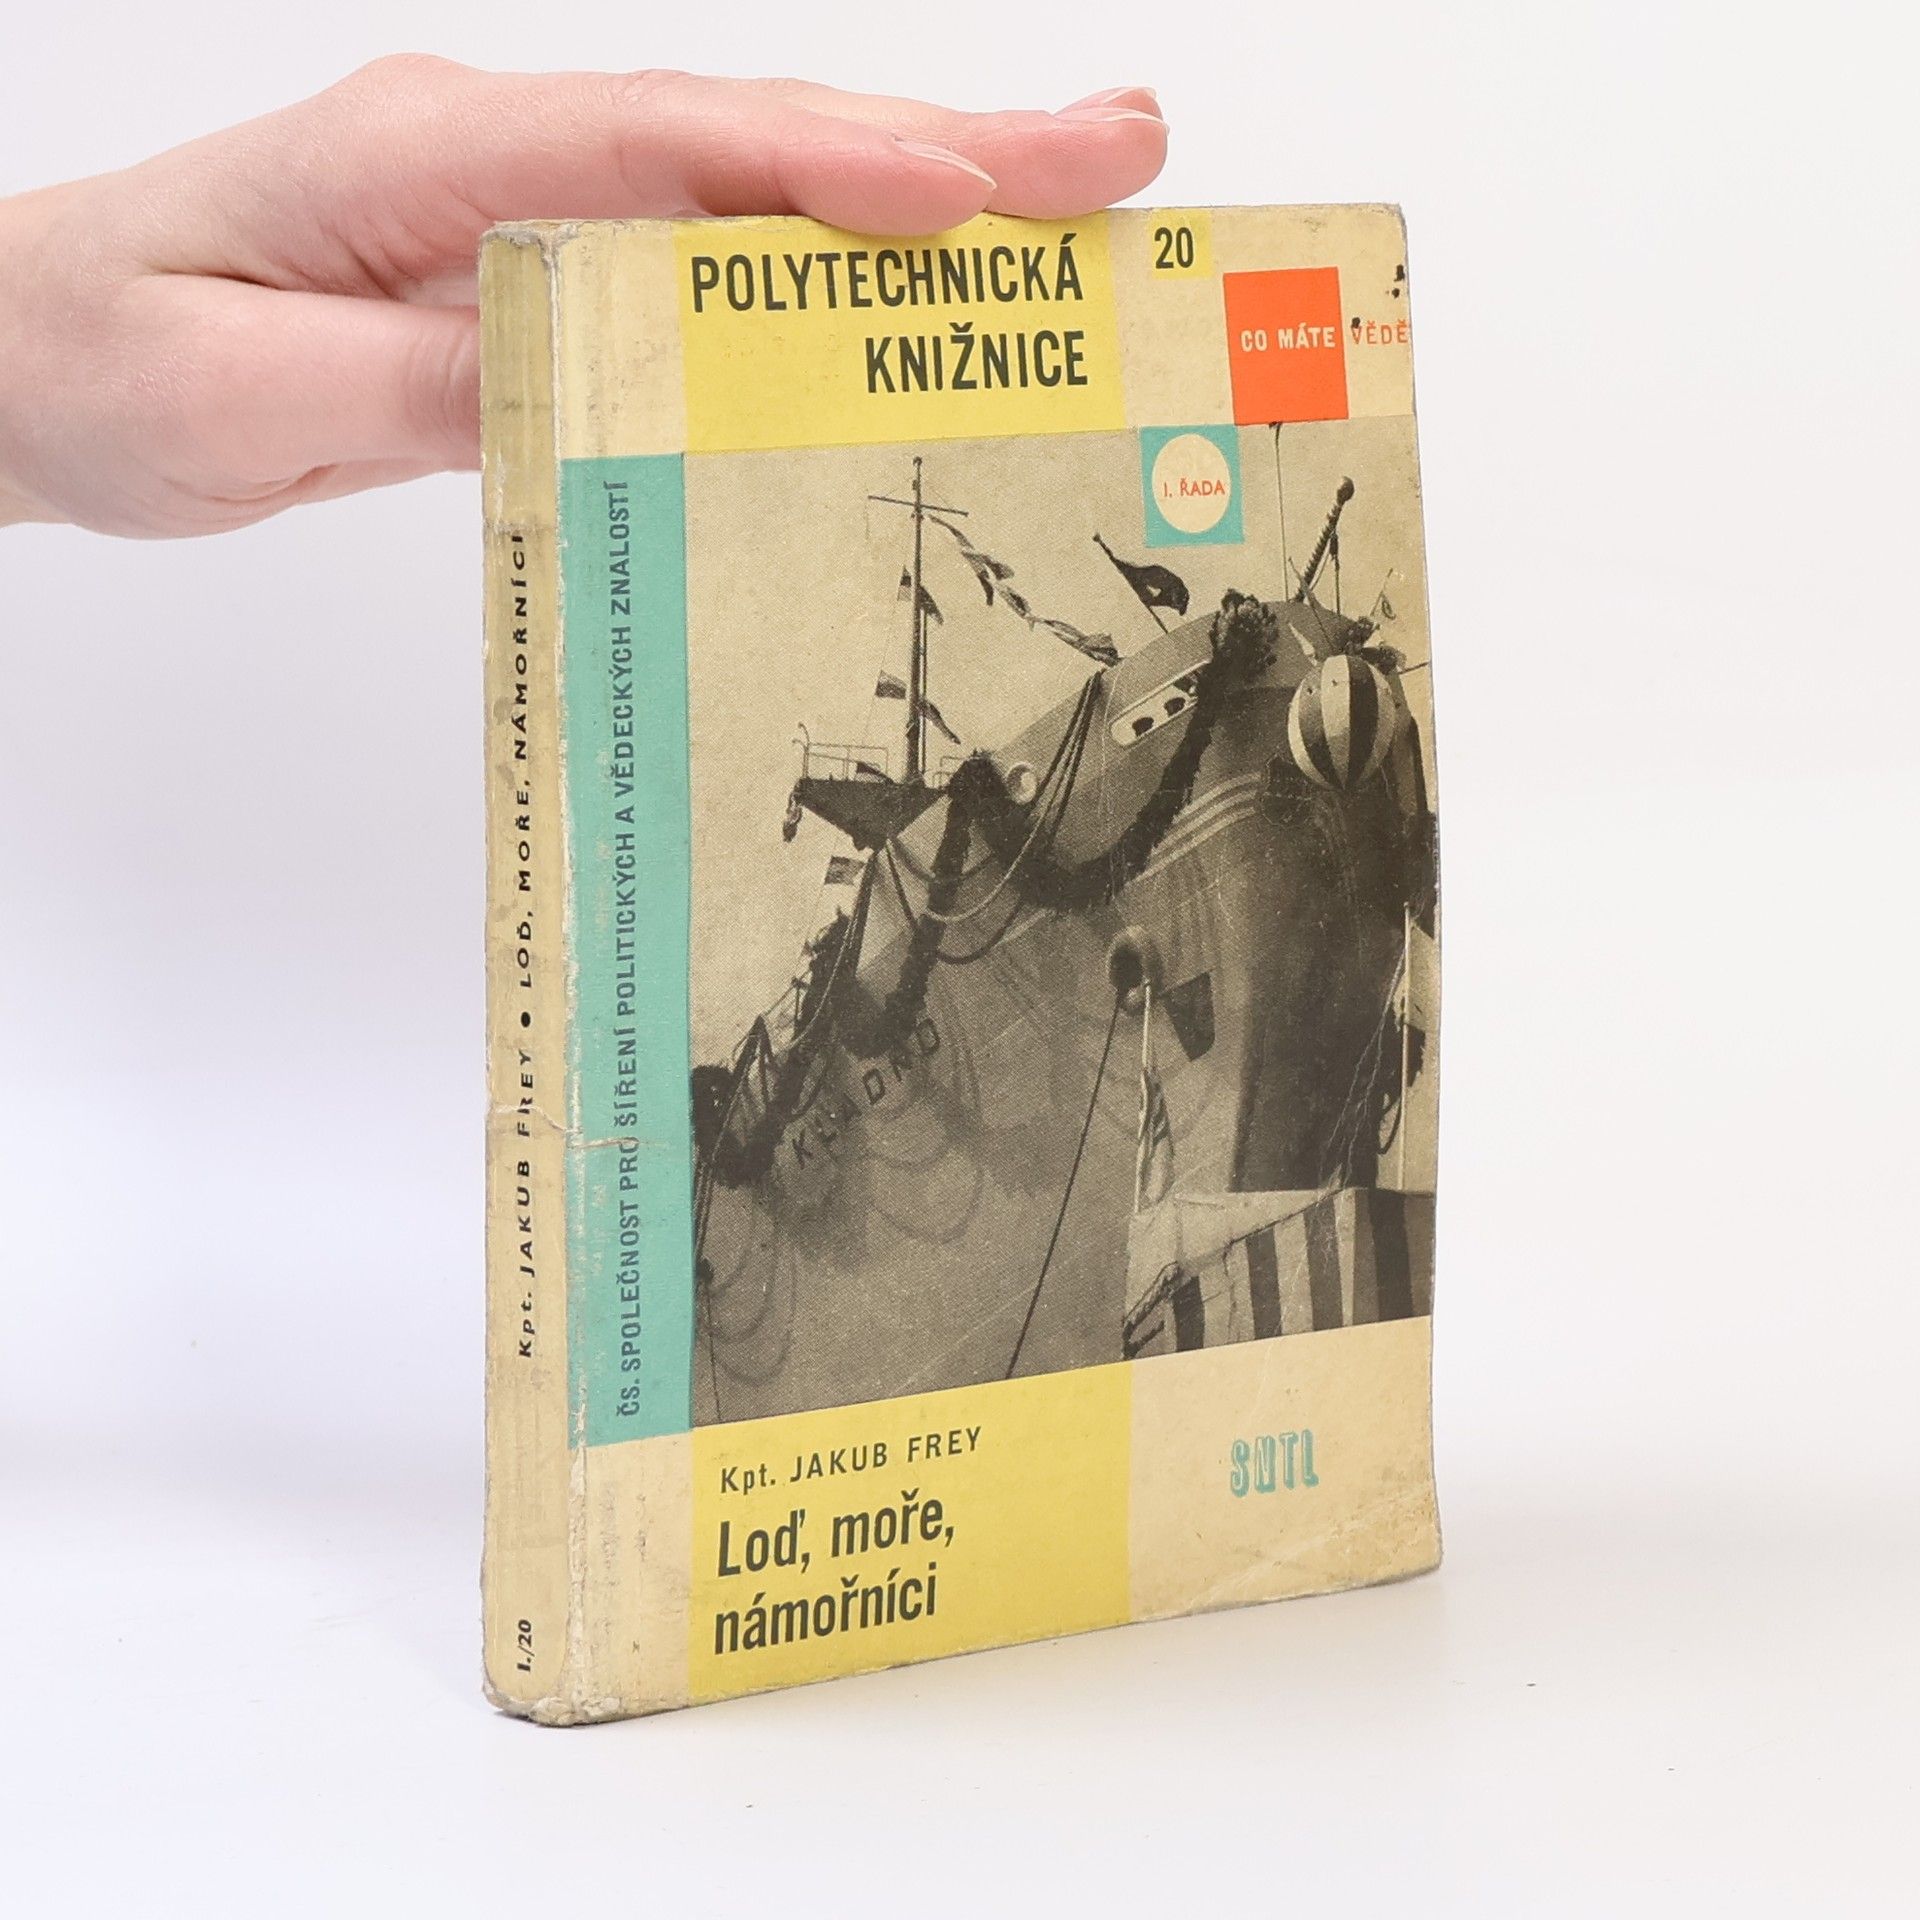 POLYTECHNICKÁ
KNIŽNICE
20
CO MÁTE VĚDĚ
I. ŘADA
ČS. SPOLEČNOST PRO ŠÍŘENÍ POLITICKÝCH A VĚDECKÝCH ZNALOSTÍ
KLADNO
Kpt. JAKUB FREY
Loď, moře,
námořníci
SNTL
Kpt. JAKUB FREY • LOĎ, MOŘE, NÁMOŘNÍCI
I./20